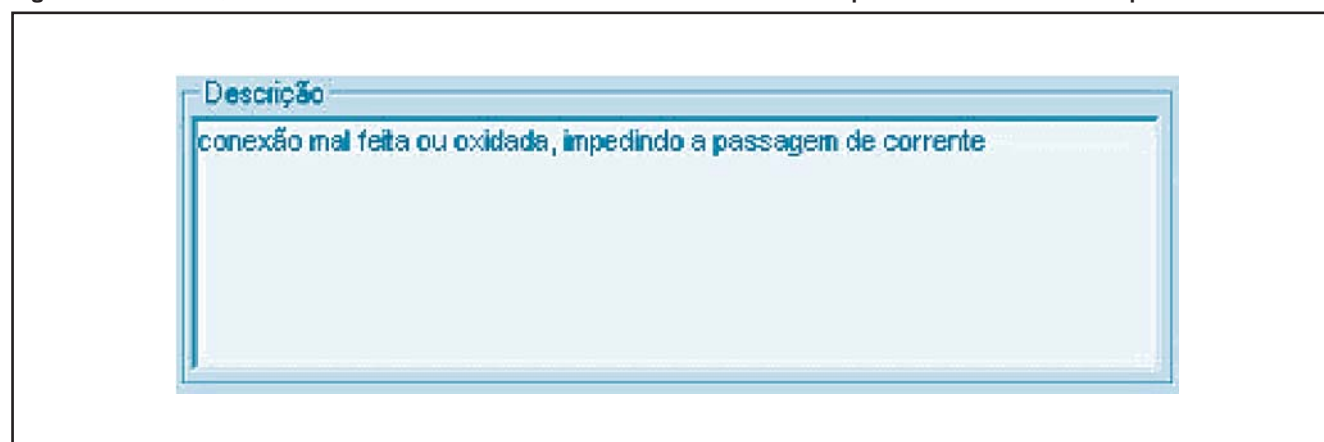 Descrição
conexão mal feita ou oxidada, impedindo a passagem de corrente